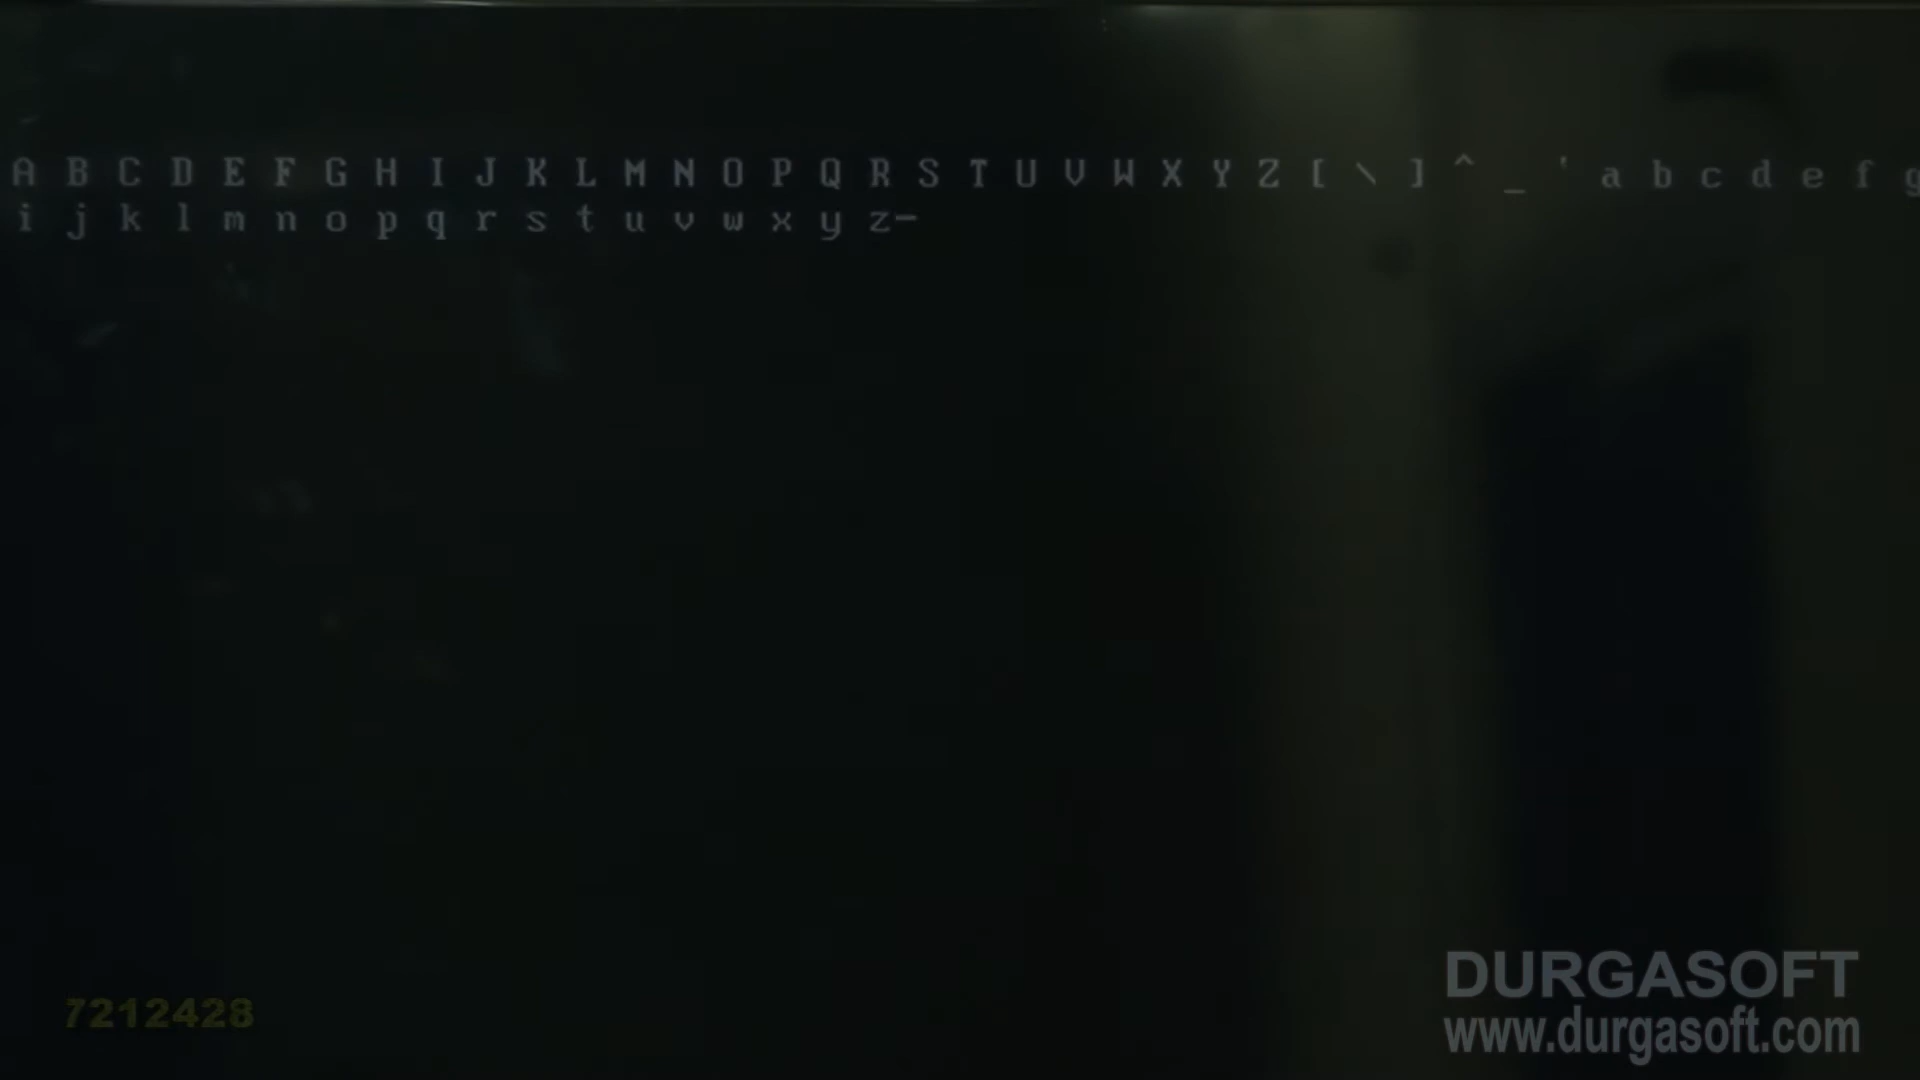 A B C D E F G H I J K L M N O P Q R S T U V W X Y Z [ \ ] ^ _ ' a b c d e f g
i j k l m n o p q r s t u v w x y z-
7212428
DURGASOFT
www.durgasoft.com